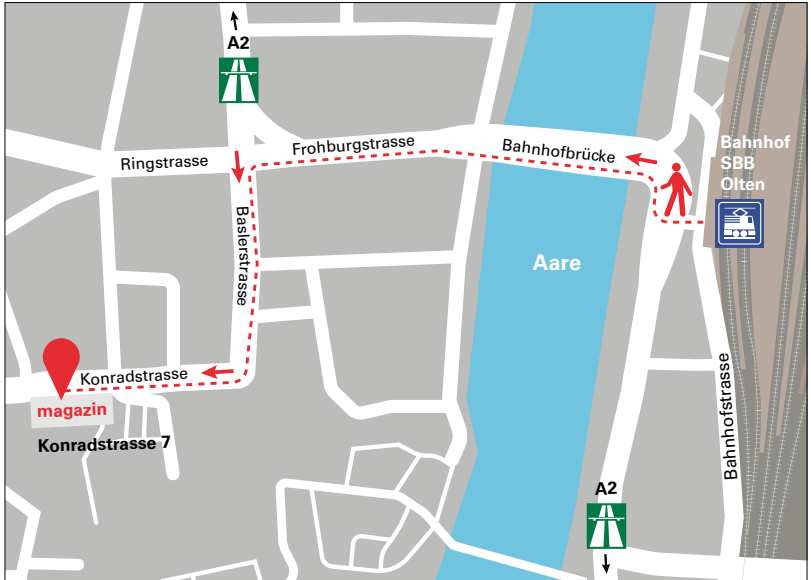 A2
Ringstrasse
Frohburgstrasse
Bahnhofbrücke
Bahnhof
SBB
Olten
Baslerstrasse
Aare
Konradstrasse
magazin
Konradstrasse 7
Bahnhofstrasse
A2